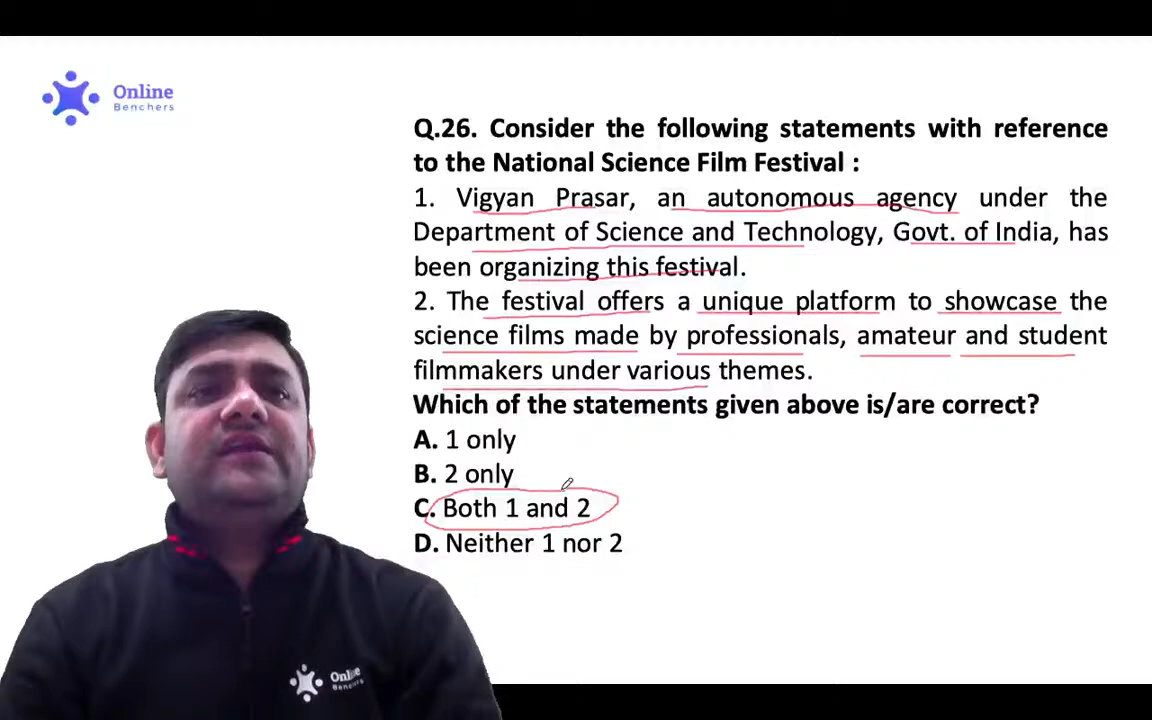 Online
Benchers
Q.26. Consider the following statements with reference
to the National Science Film Festival :
1. Vigyan Prasar, an autonomous agency under the
Department of Science and Technology, Govt. of India, has
been organizing this festival.
2. The festival offers a unique platform to showcase the
science films made by professionals, amateur and student
filmmakers under various themes.
Which of the statements given above is/are correct?
A. 1 only
B. 2 only
C. Both 1 and 2
D. Neither 1 nor 2
Online
Benchers